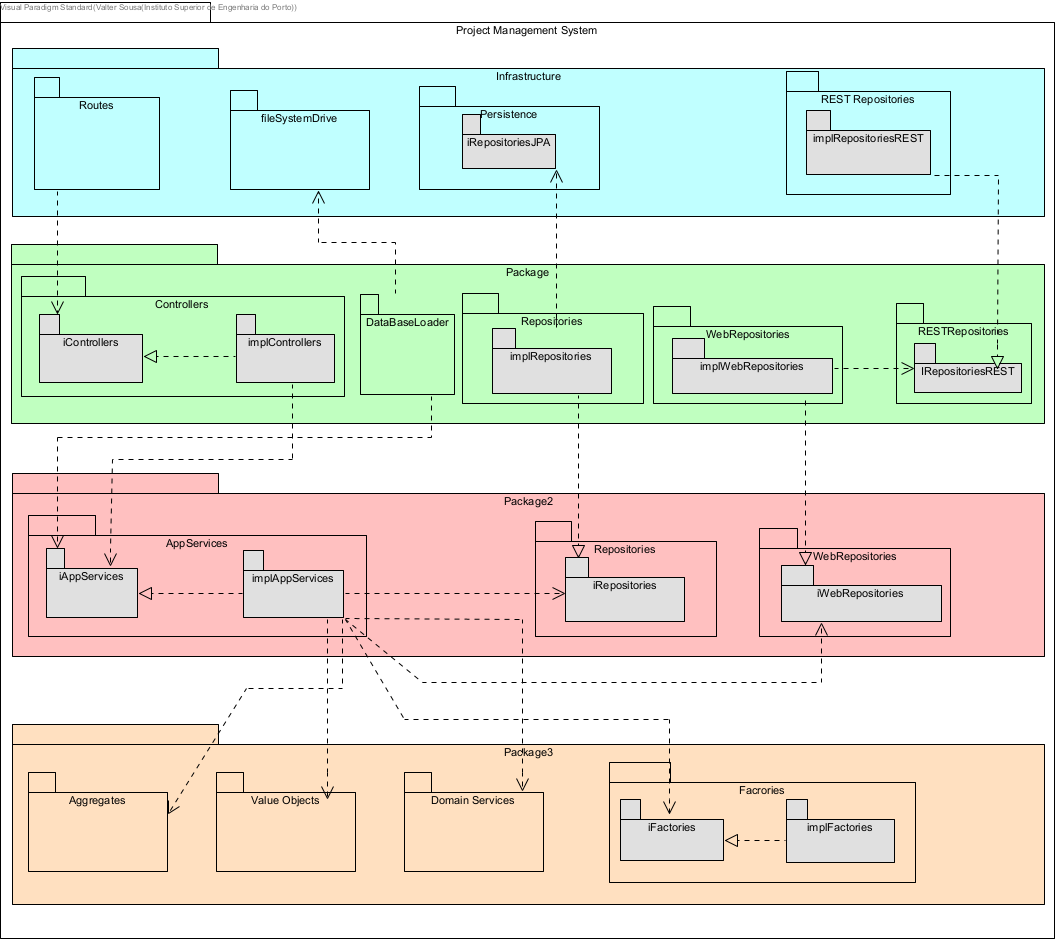 Visual Paradigm Standard(Valter Sousa(Instituto Superior de Engenharia do Porto))
Project Management System
Infrastructure
Routes
fileSystemDrive
Persistence
iRepositoriesJPA
REST Repositories
implRepositoriesREST
Package
Controllers
iControllers
implControllers
DataBaseLoader
Repositories
implRepositories
WebRepositories
implWebRepositories
RESTRepositories
IRepositoriesREST
Package2
AppServices
iAppServices
implAppServices
Repositories
iRepositories
WebRepositories
iWebRepositories
Package3
Aggregates
Value Objects
Domain Services
Facrories
iFactories
implFactories